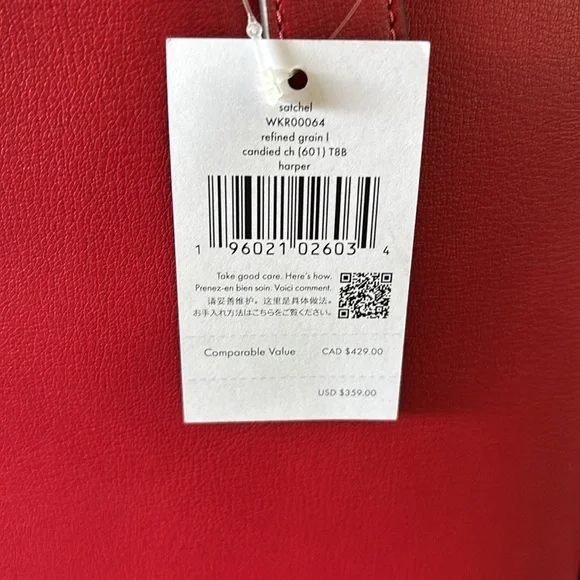 satchel
WKR00064
refined grain l
candied ch (601) T8B
harper
1 96021 02603 4
Take good care. Here's how.
Prenez-en bien soin. Voici comment.
请妥善维护。这里是具体做法。
お手入れ方法はこちらをご覧ください。
Comparable Value CAD $429.00
USD $359.00